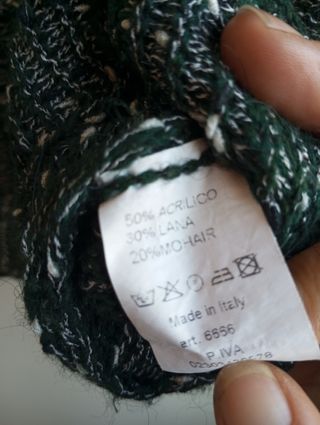 50% ACRILICO
30% LANA
20% MOHAIR
Made in Italy
art. 6656
P. IVA